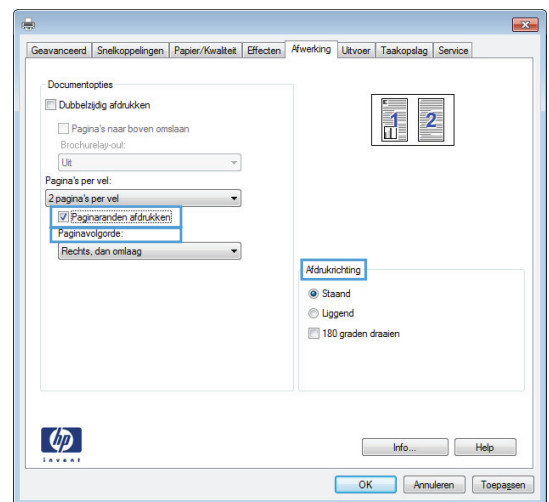 Geavanceerd Snelkoppelingen Papier/Kwaliteit Effecten Afwerking Uitvoer Taakopslag Service
Documentopties
Dubbelzijdig afdrukken
Pagina's naar boven omslaan
Brochurelay-out:
Uit
Pagina's per vel:
2 pagina's per vel
Paginaranden afdrukken
Paginavolgorde:
Rechts, dan omlaag
1 2
Afdrukrichting
Staand
Liggend
180 graden draaien
hp
invent
Info... Help
OK Annuleren Toepassen